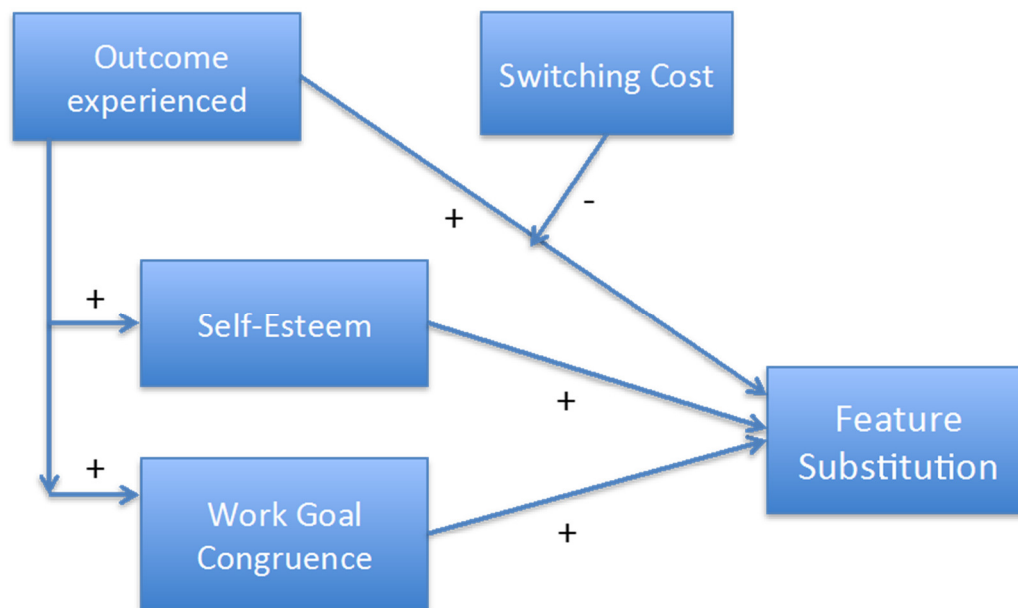 Outcome
experienced
Switching Cost
+
-
+
Self-Esteem
+
Feature
Substitution
+
Work Goal
Congruence
+